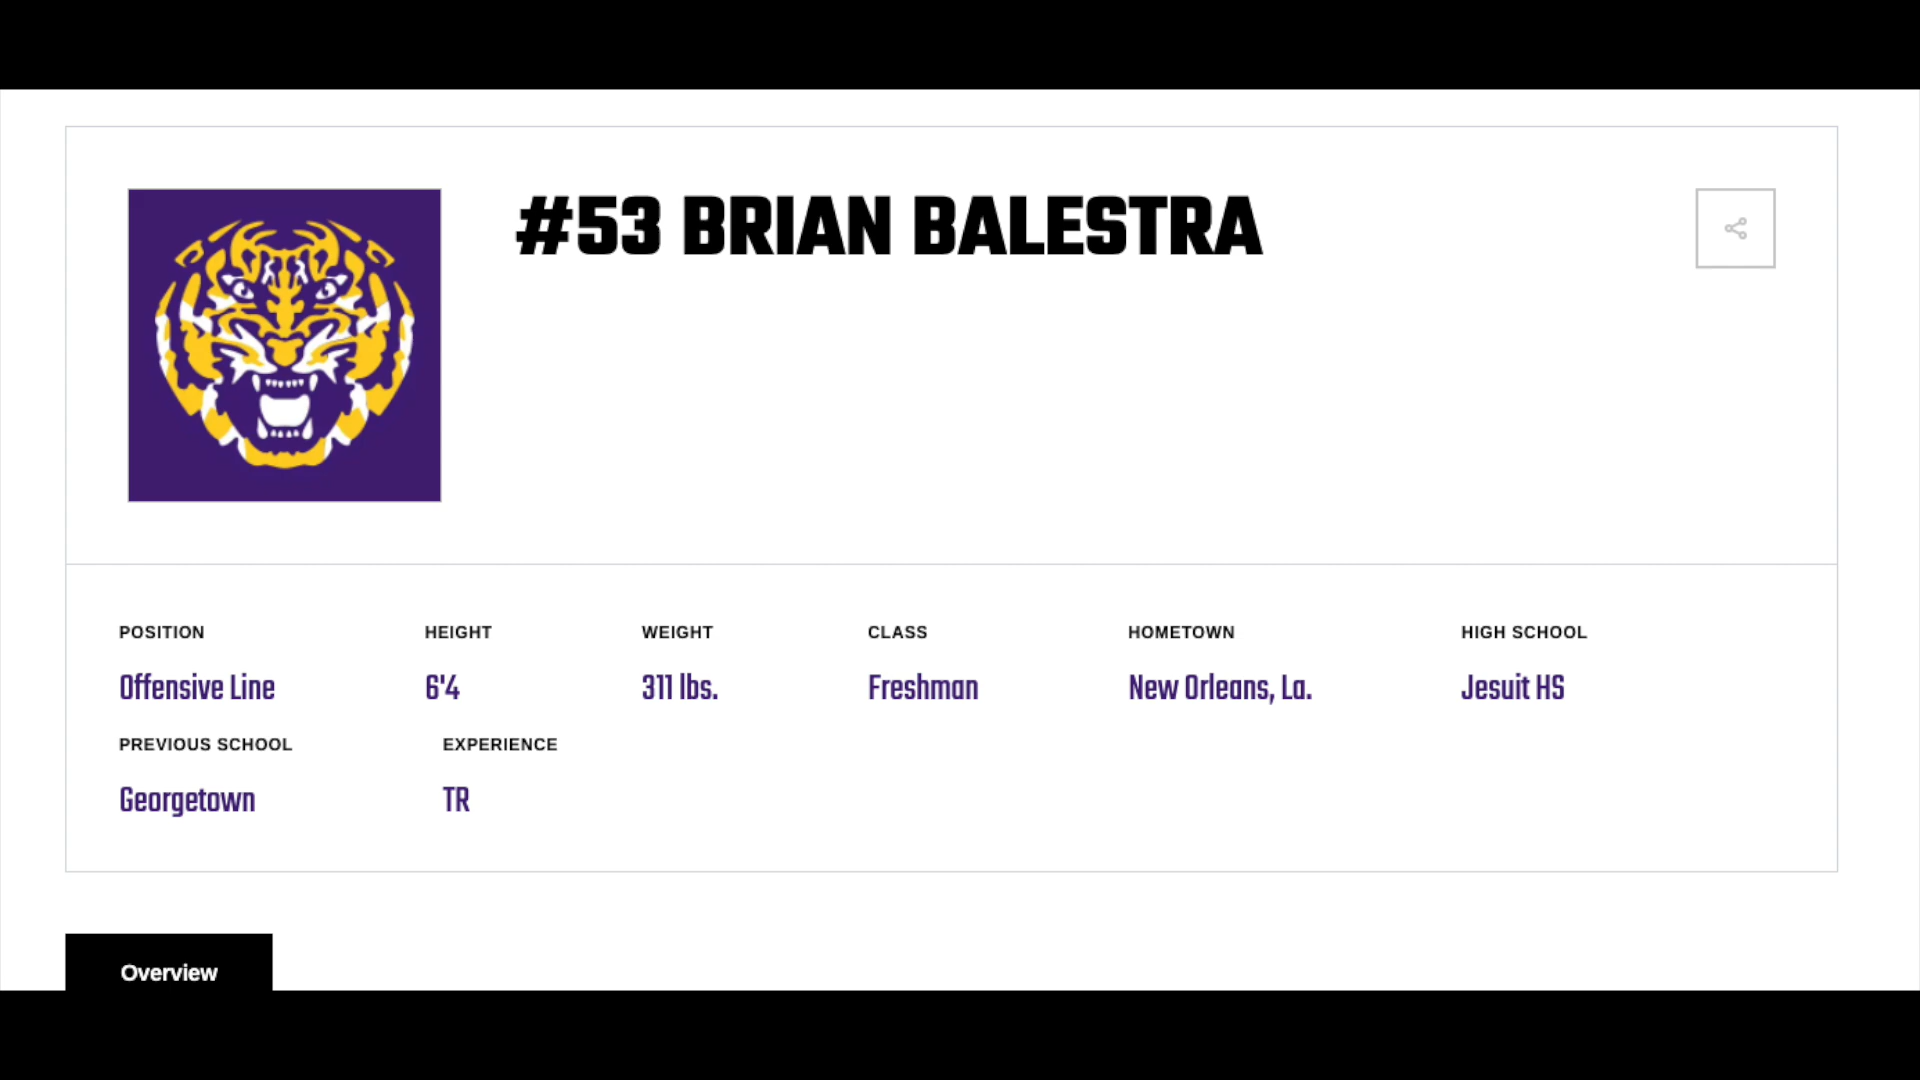 #53 BRIAN BALESTRA
POSITION HEIGHT WEIGHT CLASS HOMETOWN HIGH SCHOOL
Offensive Line 6'4 311 lbs. Freshman New Orleans, La. Jesuit HS
PREVIOUS SCHOOL EXPERIENCE
Georgetown TR
Overview